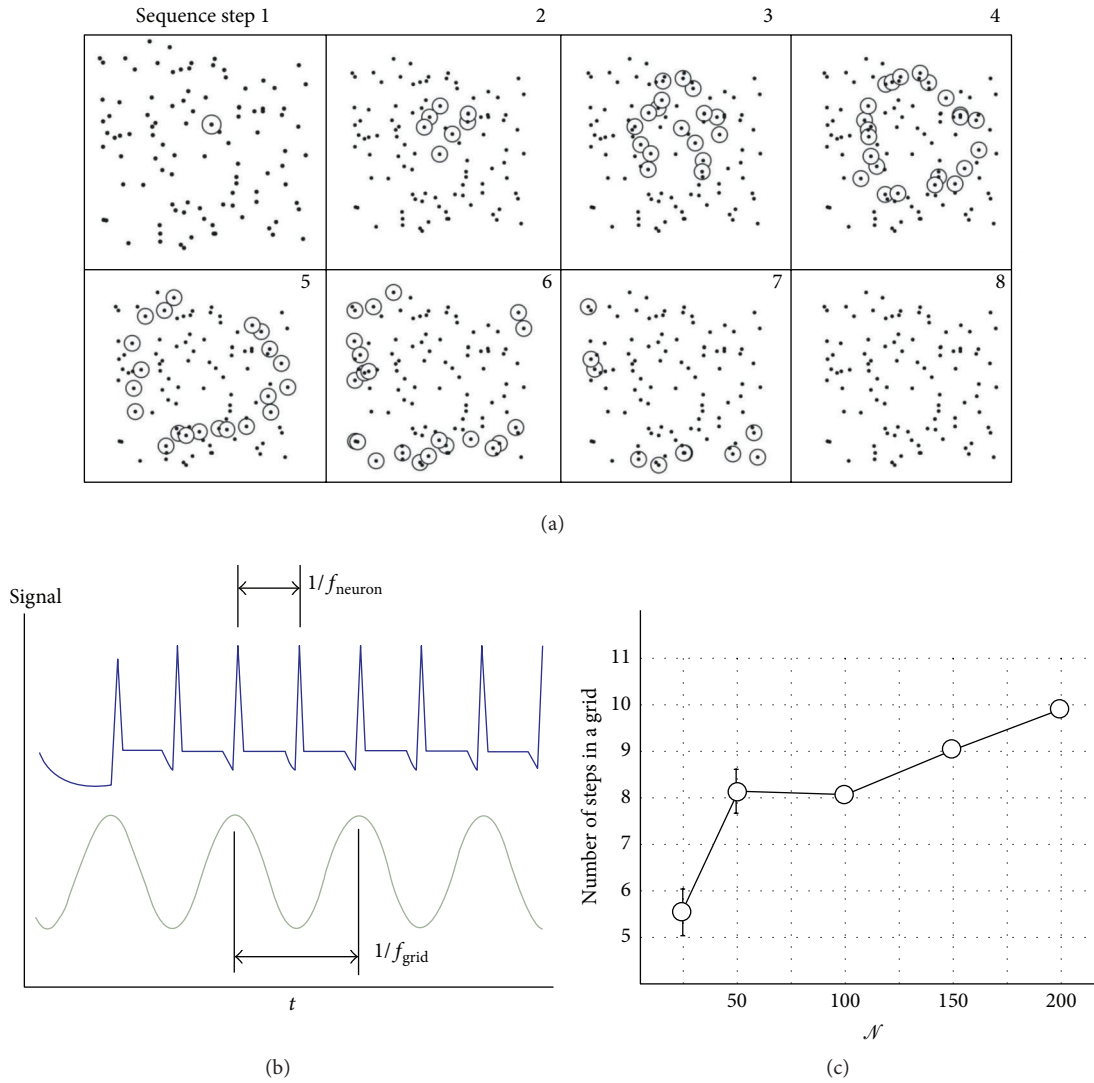 Sequence step 1
2
3
4
5
6
7
8
(a)
Signal
1/f_neuron
1/f_grid
t
(b)
Number of steps in a grid
11
10
9
8
7
6
5
50
100
150
200
𝒩
(c)